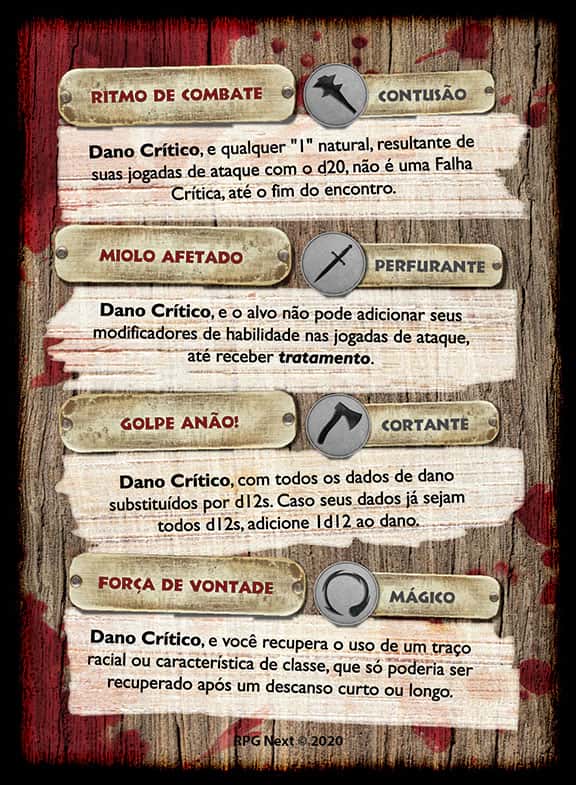 RITMO DE COMBATE
CONTUSÃO
Dano Crítico, e qualquer "1" natural, resultante de
suas jogadas de ataque com o d20, não é uma Falha
Crítica, até o fim do encontro.
MIOLO AFETADO
PERFURANTE
Dano Crítico, e o alvo não pode adicionar seus
modificadores de habilidade nas jogadas de ataque,
até receber tratamento.
GOLPE ANÃO!
CORTANTE
Dano Crítico, com todos os dados de dano
substituídos por d12s. Caso seus dados já sejam
todos d12s, adicione 1d12 ao dano.
FORÇA DE VONTADE
MÁGICO
Dano Crítico, e você recupera o uso de um traço
racial ou característica de classe, que só poderia ser
recuperado após um descanso curto ou longo.
RPG Next © 2020